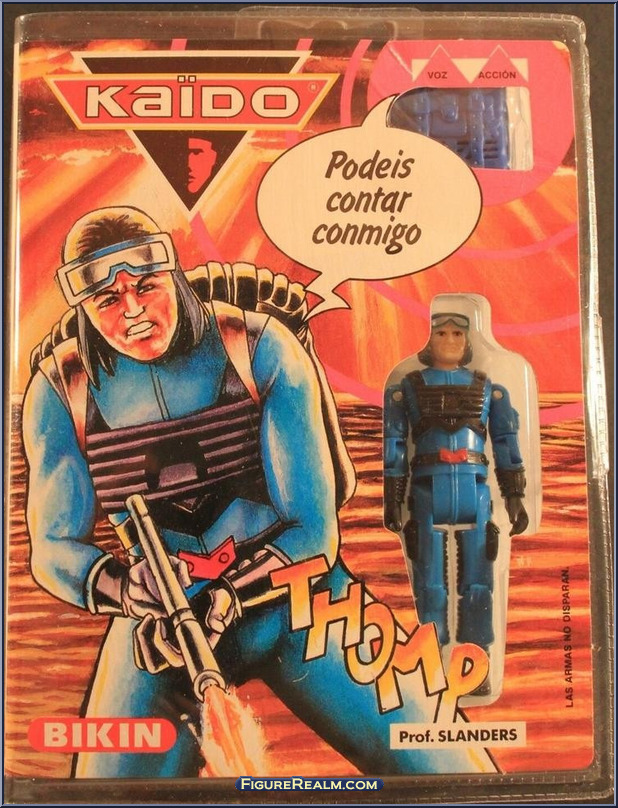 KaïDO®
VOZ ACCIÓN
Podeis
contar
conmigo
THOMP
LAS ARMAS NO DISPARAN.
BIKIN
Prof. SLANDERS
FIGUREREALM.COM